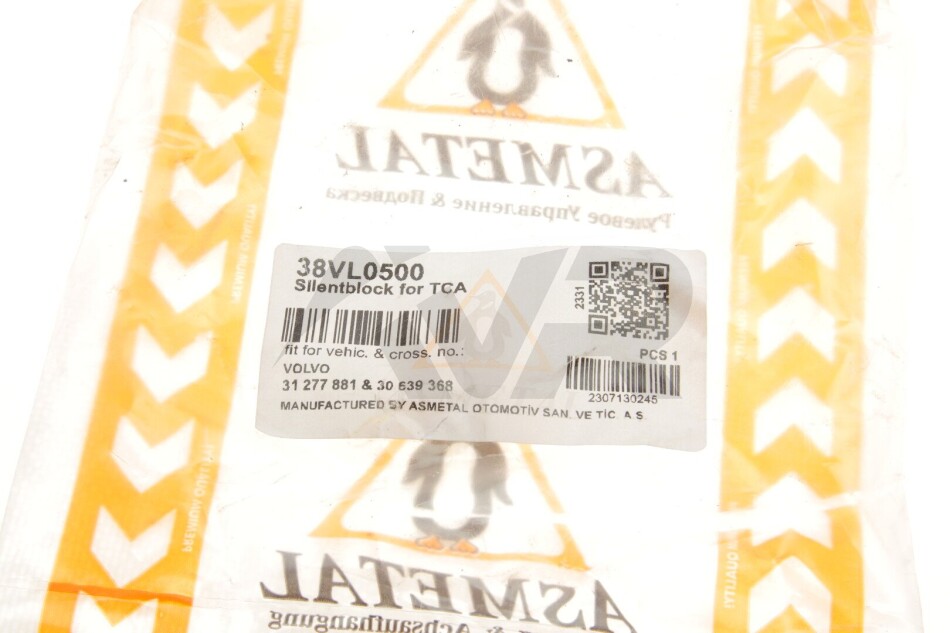 ASMETAL
Рулевое Управление & Подвеска
38VL0500
Silentblock for TCA
2331
fit for vehic. & cross. no.:
PCS 1
VOLVO
31 277 881 & 30 639 368
2307130245
MANUFACTURED BY ASMETAL OTOMOTİV SAN. VE TİC. A.S.
ASMETAL
& Achsaufhangung